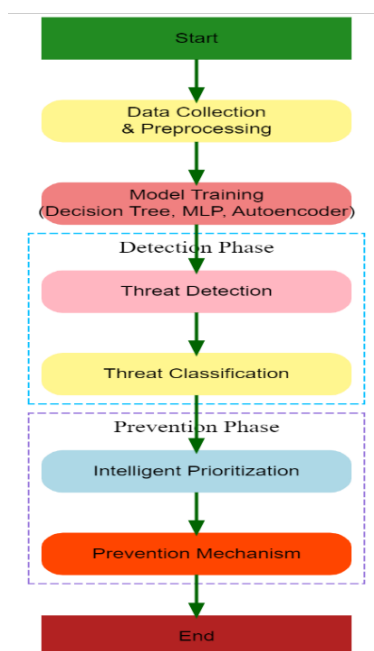 Start
Data Collection
& Preprocessing
Model Training
(Decision Tree, MLP, Autoencoder)
Detection Phase
Threat Detection
Threat Classification
Prevention Phase
Intelligent Prioritization
Prevention Mechanism
End